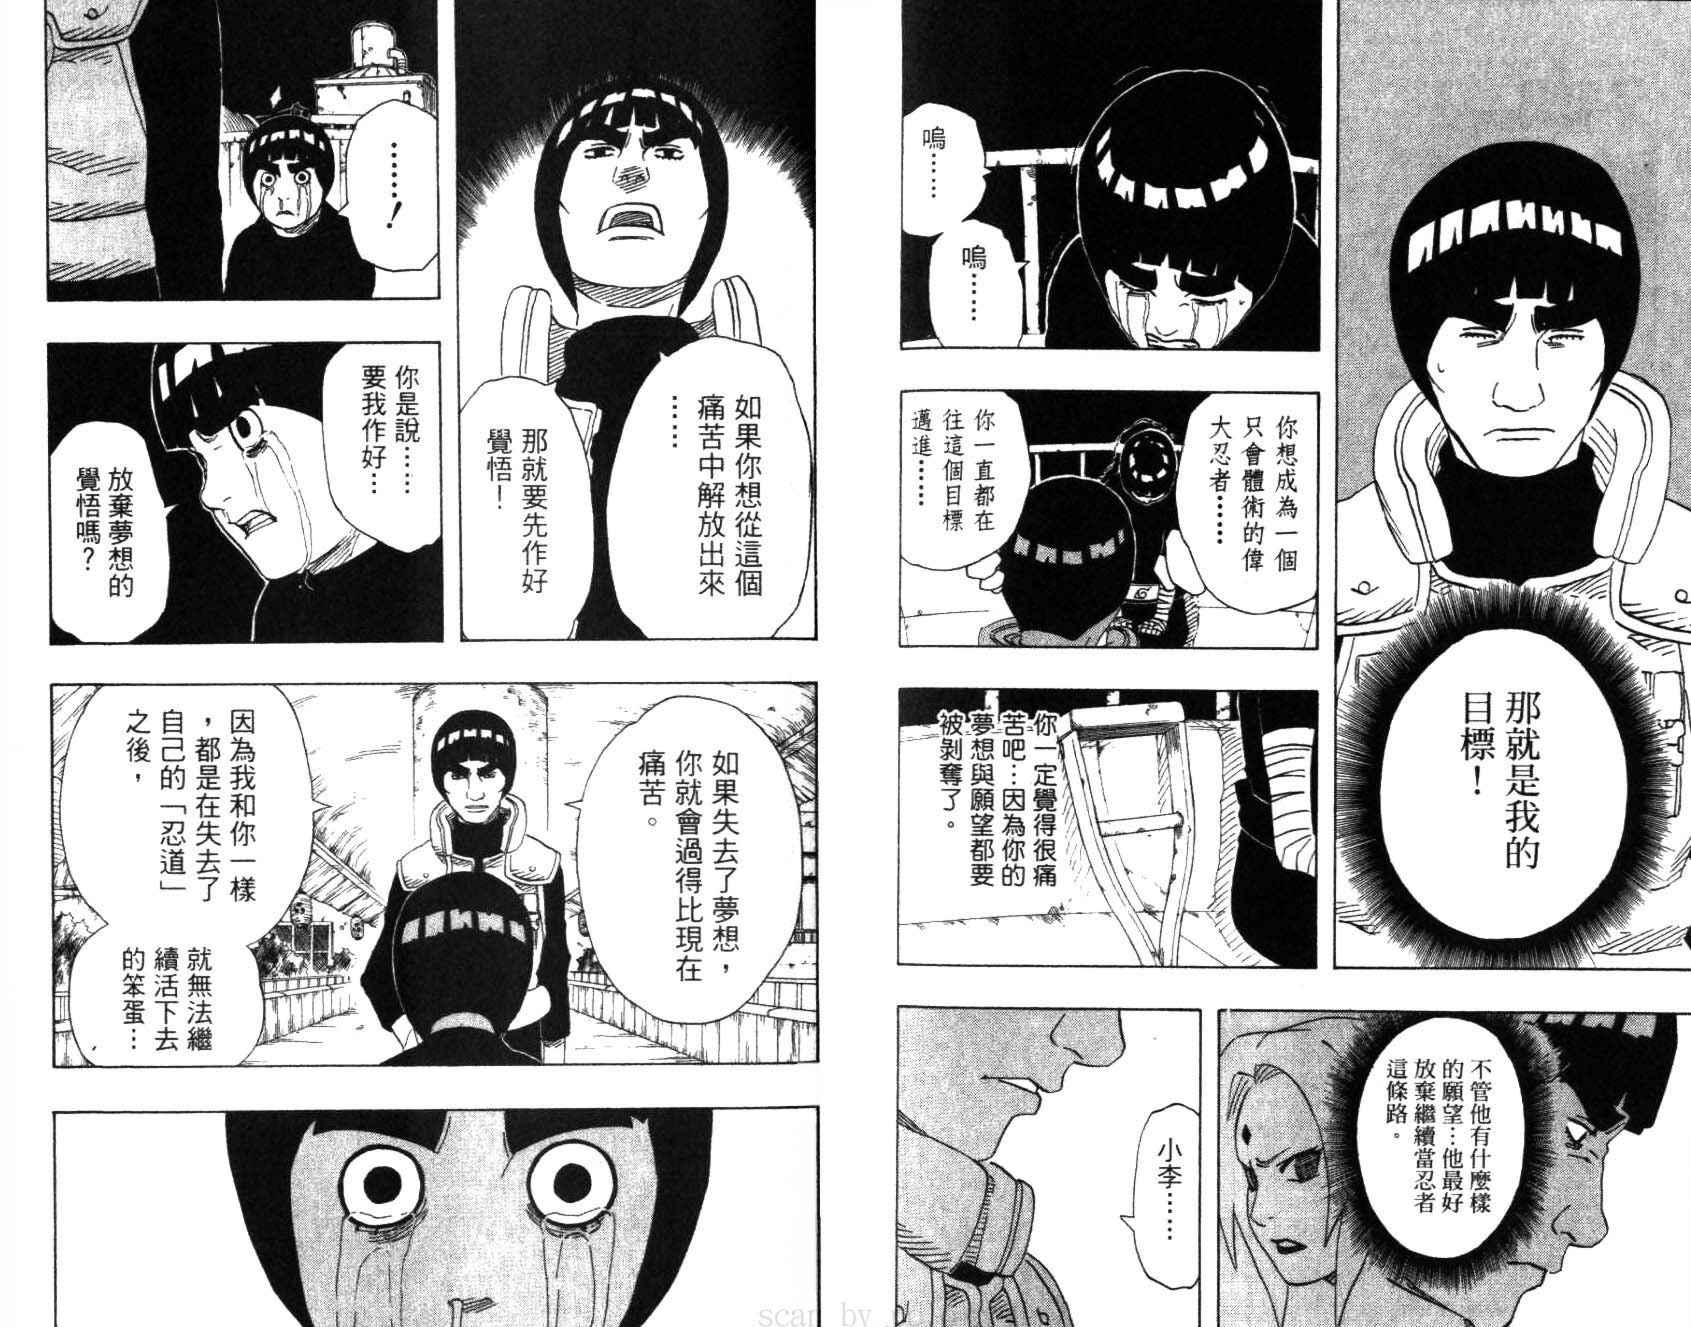 那就是我的
目標！
嗚……
嗚……
你想成為一個
只會體術的偉
大忍者……
你一直都在
往這個目標
邁進……
你一定覺得很痛
苦吧…因為你的
夢想與願望都要
被剝奪了。
不管他有什麼樣
的願望…他最好
放棄繼續當忍者
這條路。
小李……
如果你想從這個
痛苦中解放出來
……
那就要先作好
覺悟！
……！
你是說……
要我作好…
放棄夢想的
覺悟嗎？
如果失去了夢想，
你就會過得比現在
痛苦。
因為我和你一樣
，都是在失去了
自己的「忍道」
之後，
就無法繼
續活下去
的笨蛋…
scan by